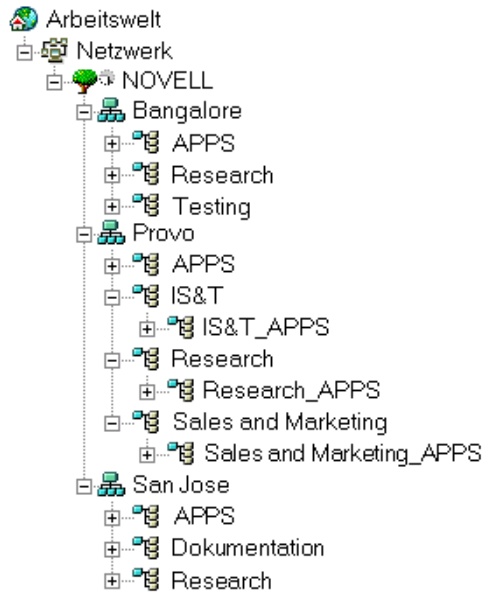 Arbeitswelt
Netzwerk
NOVELL
Bangalore
APPS
Research
Testing
Provo
APPS
IS&T
IS&T_APPS
Research
Research_APPS
Sales and Marketing
Sales and Marketing_APPS
San Jose
APPS
Dokumentation
Research